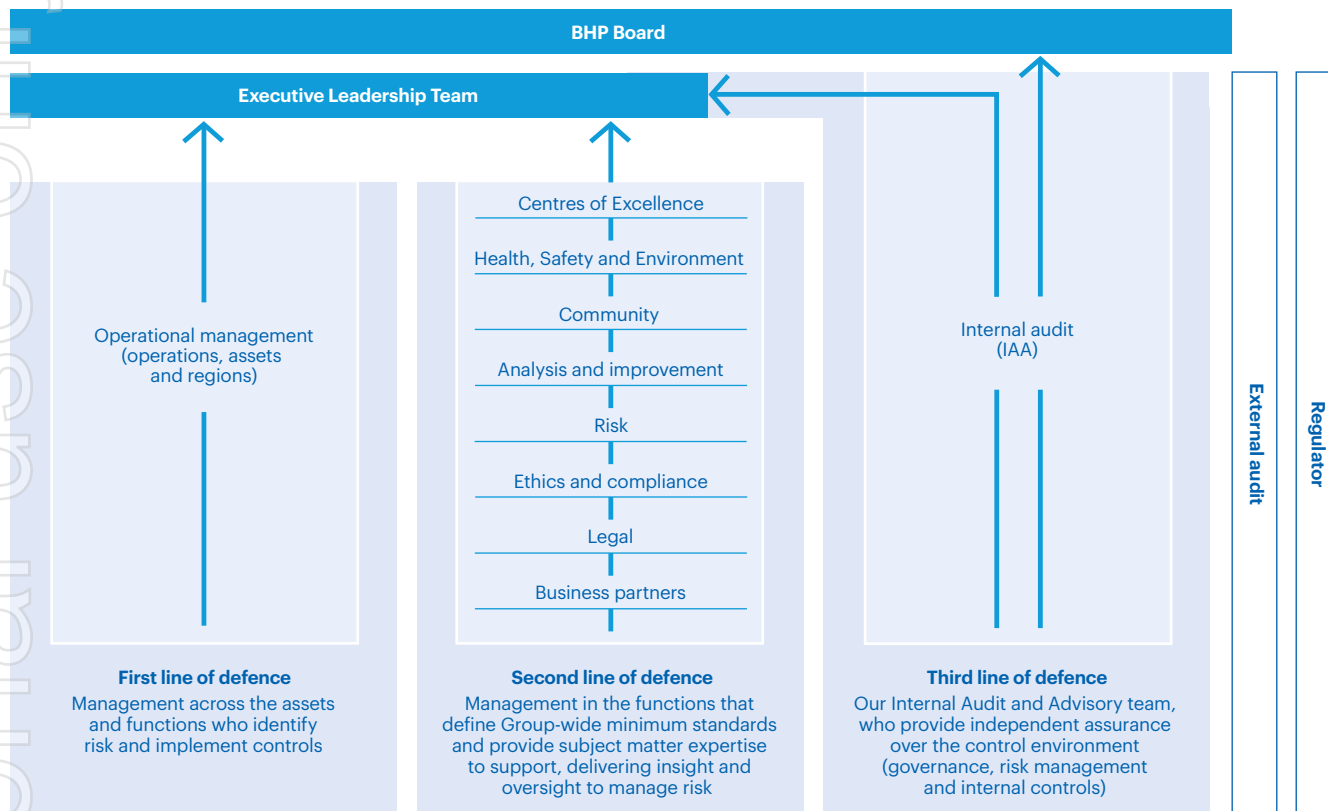 BHP Board
Executive Leadership Team
Operational management
(operations, assets
and regions)
Centres of Excellence
Health, Safety and Environment
Community
Analysis and improvement
Risk
Ethics and compliance
Legal
Business partners
Internal audit
(IAA)
External audit
Regulator
First line of defence
Management across the assets
and functions who identify
risk and implement controls
Second line of defence
Management in the functions that
define Group-wide minimum standards
and provide subject matter expertise
to support, delivering insight and
oversight to manage risk
Third line of defence
Our Internal Audit and Advisory team,
who provide independent assurance
over the control environment
(governance, risk management
and internal controls)